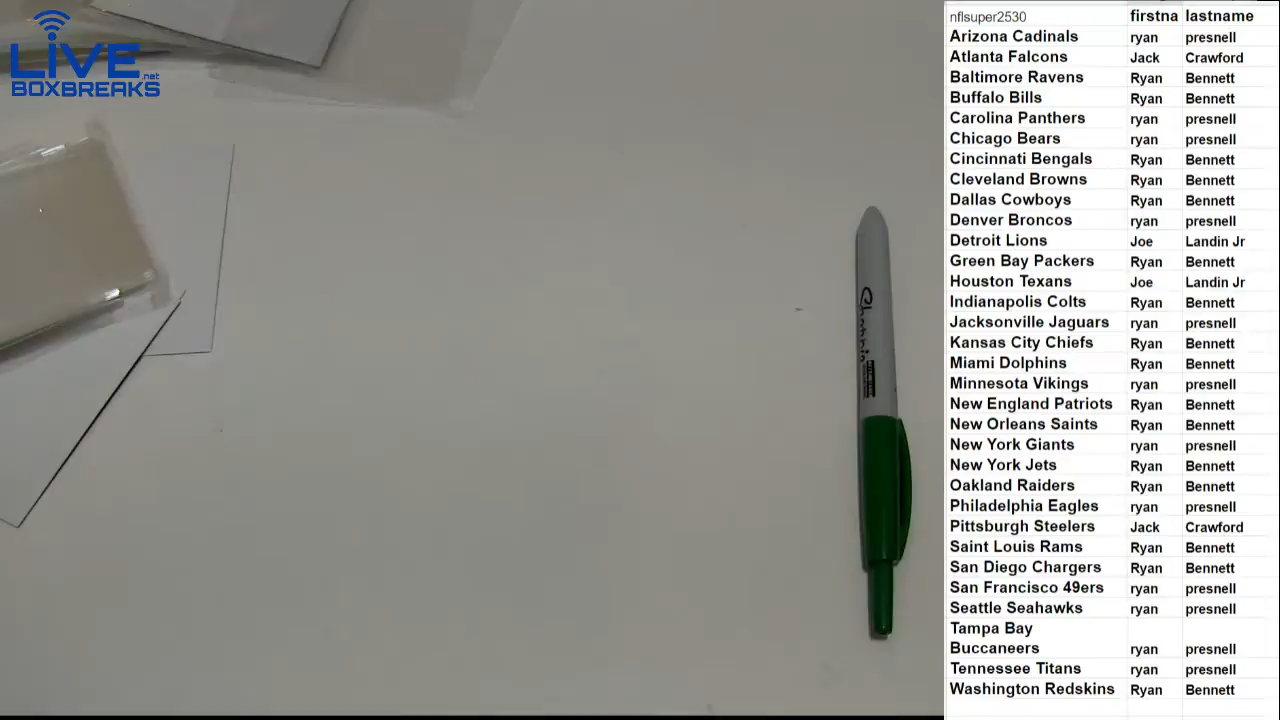 LIVE.net
BOXBREAKS
Sharpie
nflsuper2530 firstna lastname
Arizona Cadinals ryan presnell
Atlanta Falcons Jack Crawford
Baltimore Ravens Ryan Bennett
Buffalo Bills Ryan Bennett
Carolina Panthers ryan presnell
Chicago Bears ryan presnell
Cincinnati Bengals Ryan Bennett
Cleveland Browns Ryan Bennett
Dallas Cowboys Ryan Bennett
Denver Broncos ryan presnell
Detroit Lions Joe Landin Jr
Green Bay Packers Ryan Bennett
Houston Texans Joe Landin Jr
Indianapolis Colts Ryan Bennett
Jacksonville Jaguars ryan presnell
Kansas City Chiefs Ryan Bennett
Miami Dolphins Ryan Bennett
Minnesota Vikings ryan presnell
New England Patriots Ryan Bennett
New Orleans Saints Ryan Bennett
New York Giants ryan presnell
New York Jets Ryan Bennett
Oakland Raiders Ryan Bennett
Philadelphia Eagles ryan presnell
Pittsburgh Steelers Jack Crawford
Saint Louis Rams Ryan Bennett
San Diego Chargers Ryan Bennett
San Francisco 49ers ryan presnell
Seattle Seahawks ryan presnell
Tampa Bay
Buccaneers ryan presnell
Tennessee Titans ryan presnell
Washington Redskins Ryan Bennett